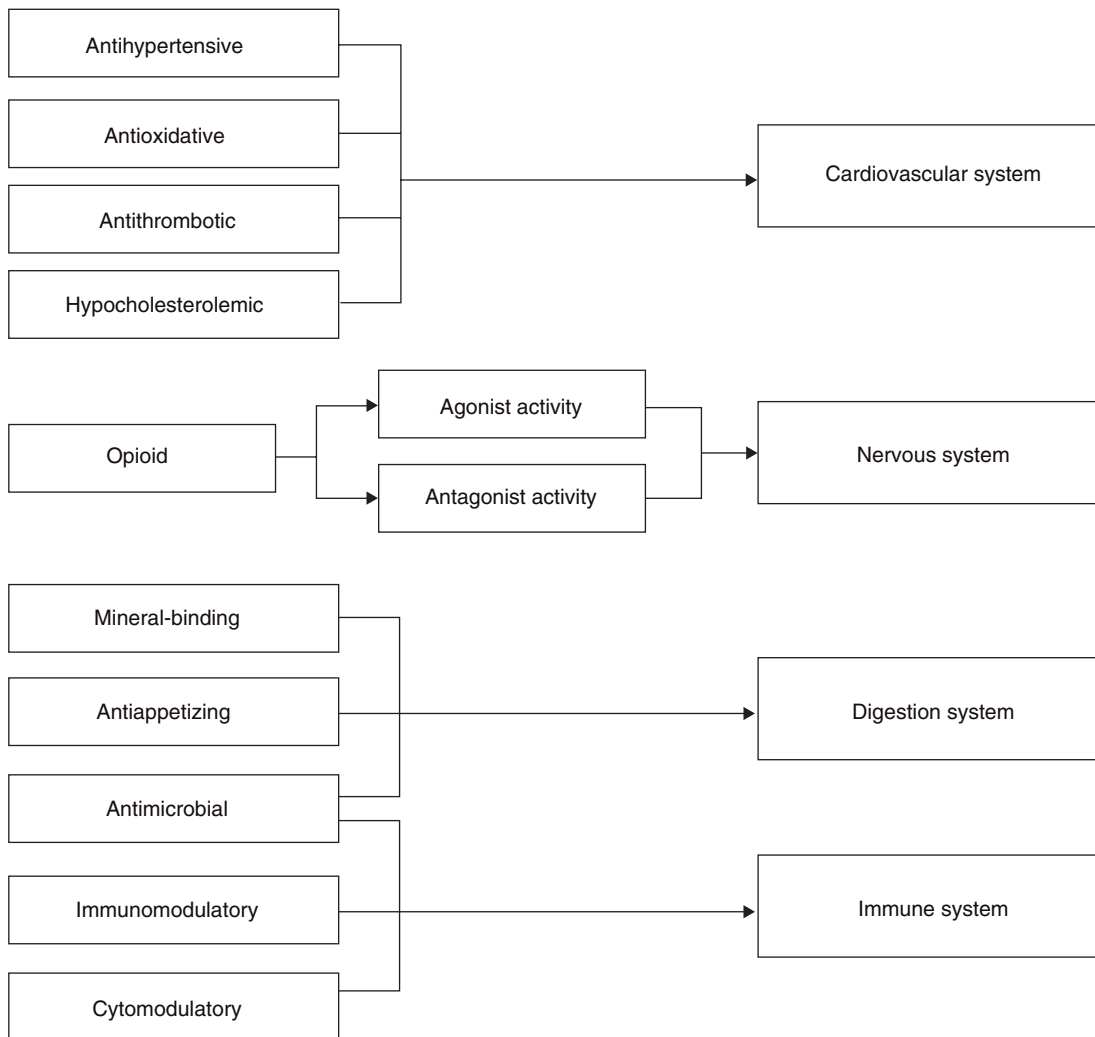 Antihypertensive
Antioxidative
Antithrombotic
Hypocholesterolemic
Cardiovascular system
Opioid
Agonist activity
Antagonist activity
Nervous system
Mineral-binding
Antiappetizing
Antimicrobial
Digestion system
Immunomodulatory
Cytomodulatory
Immune system